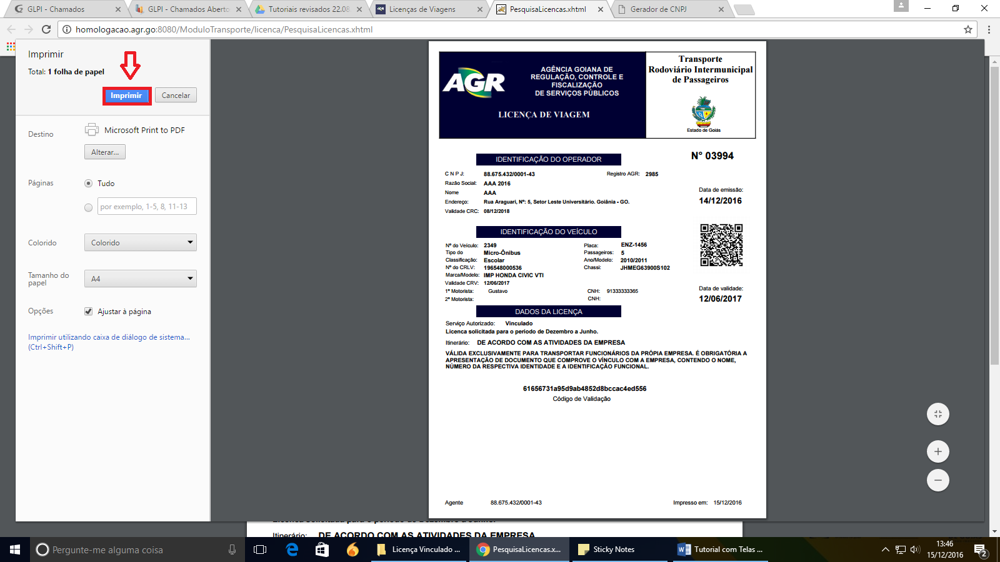 GLPI - Chamados
GLPI - Chamados Aberto
Tutoriais revisados 22.08
Licenças de Viagens
PesquisaLicencas.xhtml
Gerador de CNPJ
homologacao.agr.go:8080/ModuloTransporte/licenca/PesquisaLicencas.xhtml
Imprimir
Total: 1 folha de papel
Imprimir
Cancelar
Destino
Microsoft Print to PDF
Alterar...
Páginas
Tudo
por exemplo, 1-5, 8, 11-13
Colorido
Colorido
Tamanho do
papel
A4
Opções
Ajustar à página
Imprimir utilizando caixa de diálogo de sistema...
(Ctrl+Shift+P)
AGR
AGÊNCIA GOIANA DE
REGULAÇÃO, CONTROLE E
FISCALIZAÇÃO
DE SERVIÇOS PÚBLICOS
LICENÇA DE VIAGEM
Transporte
Rodoviário Intermunicipal
de Passageiros
Estado de Goiás
N° 03994
IDENTIFICAÇÃO DO OPERADOR
C N P J: 88.675.432/0001-43 Registro AGR: 2985
Razão Social: AAA 2016
Nome AAA
Endereço: Rua Araguari, Nº: 5, Setor Leste Universitário. Goiânia - GO.
Validade CRC: 08/12/2018
Data de emissão:
14/12/2016
IDENTIFICAÇÃO DO VEÍCULO
Nº do Veículo: 2349 Placa: ENZ-1456
Tipo do Micro-Ônibus Passageiros: 5
Classificação: Escolar Ano/Modelo: 2010/2011
Nº do CRLV: 196548000536 Chassi: JHMEG63900S102
Marca/Modelo: IMP HONDA CIVIC VTI
Validade CRV: 12/06/2017
1º Motorista: Gustavo CNH: 91333333365
2º Motorista: CNH:
Data de validade:
12/06/2017
DADOS DA LICENÇA
Serviço Autorizado: Vinculado
Licenca solicitada para o periodo de Dezembro a Junho.
Itinerário: DE ACORDO COM AS ATIVIDADES DA EMPRESA
VÁLIDA EXCLUSIVAMENTE PARA TRANSPORTAR FUNCIONÁRIOS DA PRÓPIA EMPRESA. É OBRIGATÓRIA A
APRESENTAÇÃO DE DOCUMENTO QUE COMPROVE O VÍNCULO COM A EMPRESA, CONTENDO O NOME,
NÚMERO DA RESPECTIVA IDENTIDADE E A IDENTIFICAÇÃO FUNCIONAL.
61656731a95d9ab4852d8bccac4ed556
Código de Validação
Agente 88.675.432/0001-43 Impresso em: 15/12/2016
Licenca solicitada para o periodo de Dezembro a Junho.
Itinerário: DE ACORDO COM AS ATIVIDADES DA EMPRESA
Pergunte-me alguma coisa
Licença Vinculado ...
PesquisaLicencas.x...
Sticky Notes
Tutorial com Telas ...
13:46
15/12/2016
2